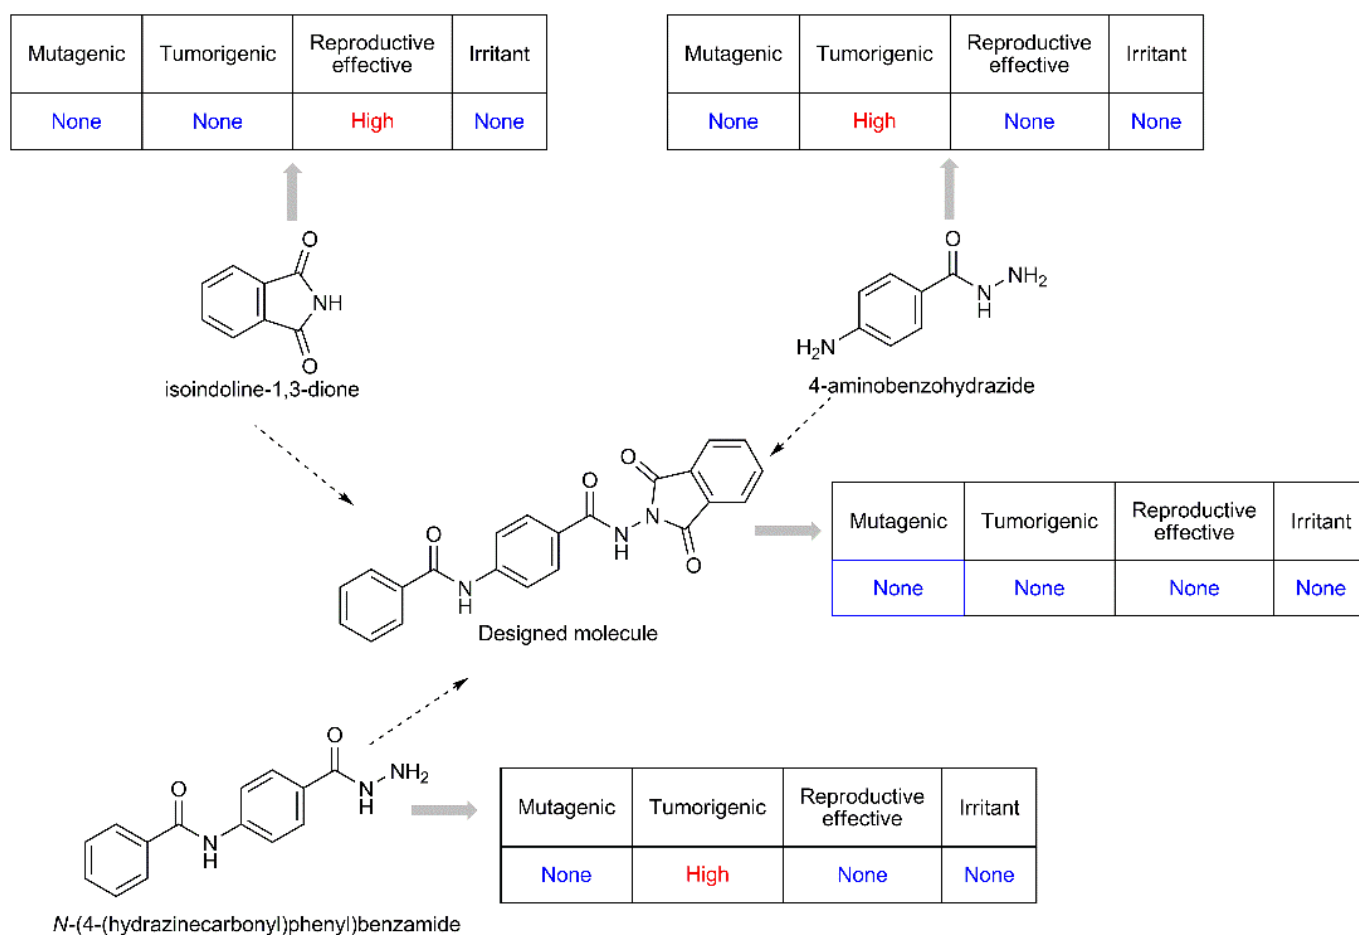 Mutagenic Tumorigenic Reproductive effective Irritant
None None High None
Mutagenic Tumorigenic Reproductive effective Irritant
None High None None
O
NH
O
isoindoline-1,3-dione
O
NH2
N
H
H2N
4-aminobenzohydrazide
O
O
N
N
H
O
O
N
H
Designed molecule
Mutagenic Tumorigenic Reproductive effective Irritant
None None None None
O
NH2
N
H
O
N
H
N-(4-(hydrazinecarbonyl)phenyl)benzamide
Mutagenic Tumorigenic Reproductive effective Irritant
None High None None